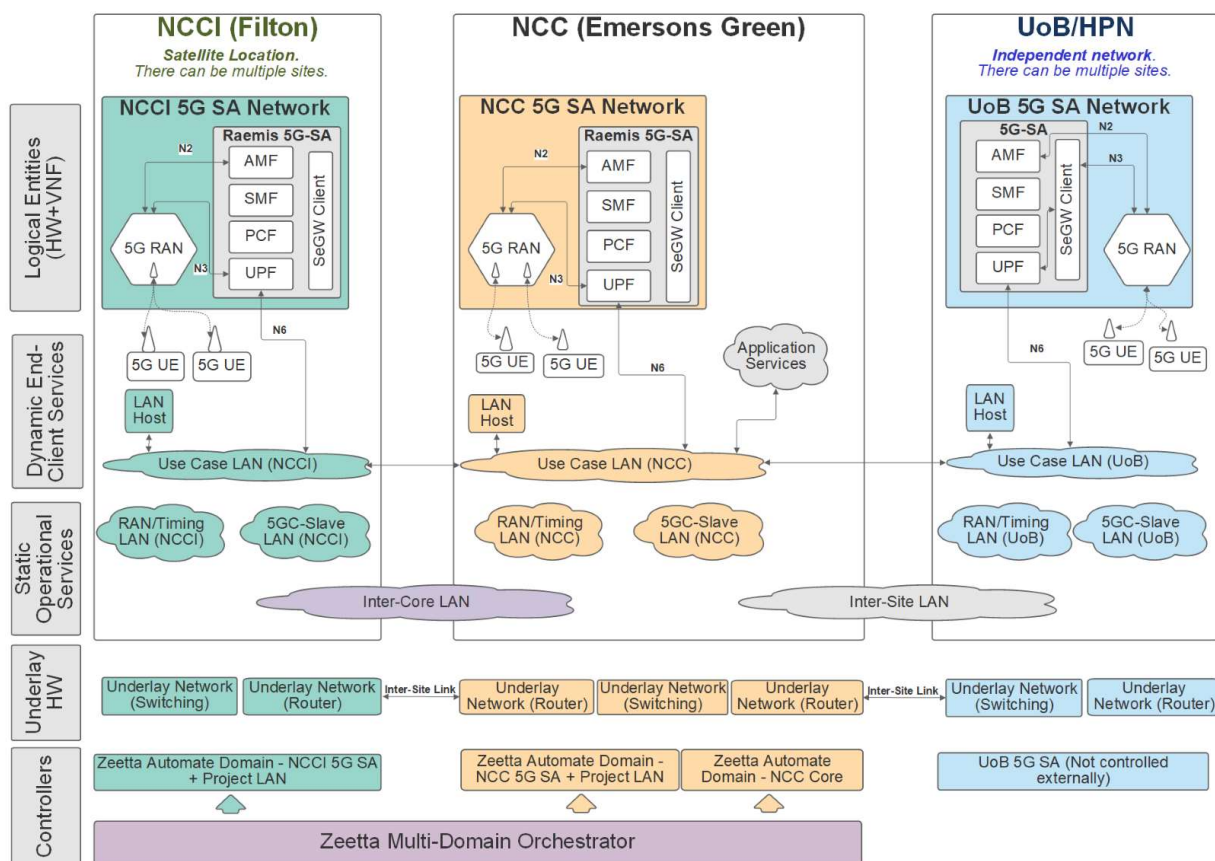 NCCI (Filton)
Satellite Location.
There can be multiple sites.
NCC (Emersons Green)
UoB/HPN
Independent network.
There can be multiple sites.
Logical Entities
(HW+VNF)
NCCI 5G SA Network
Raemis 5G-SA
N2
AMF
SMF
PCF
UPF
SeGW Client
5G RAN
N3
N6
5G UE
5G UE
NCC 5G SA Network
Raemis 5G-SA
N2
AMF
SMF
PCF
UPF
SeGW Client
5G RAN
N3
N6
5G UE
5G UE
UoB 5G SA Network
5G-SA
N2
N3
AMF
SMF
PCF
UPF
SeGW Client
5G RAN
N6
5G UE
5G UE
Dynamic End-
Client Services
LAN
Host
Use Case LAN (NCCI)
LAN
Host
Application
Services
Use Case LAN (NCC)
LAN
Host
Use Case LAN (UoB)
Static
Operational
Services
RAN/Timing
LAN (NCCI)
5GC-Slave
LAN (NCCI)
RAN/Timing
LAN (NCC)
5GC-Slave
LAN (NCC)
RAN/Timing
LAN (UoB)
5GC-Slave
LAN (UoB)
Inter-Core LAN
Inter-Site LAN
Underlay
HW
Underlay Network
(Switching)
Underlay Network
(Router)
Inter-Site Link
Underlay
Network (Router)
Underlay Network
(Switching)
Underlay
Network (Router)
Inter-Site Link
Underlay Network
(Switching)
Underlay
Network (Router)
Controllers
Zeetta Automate Domain - NCCI 5G SA
+ Project LAN
Zeetta Automate Domain -
NCC 5G SA + Project LAN
Zeetta Automate
Domain - NCC Core
UoB 5G SA (Not controlled
externally)
Zeetta Multi-Domain Orchestrator